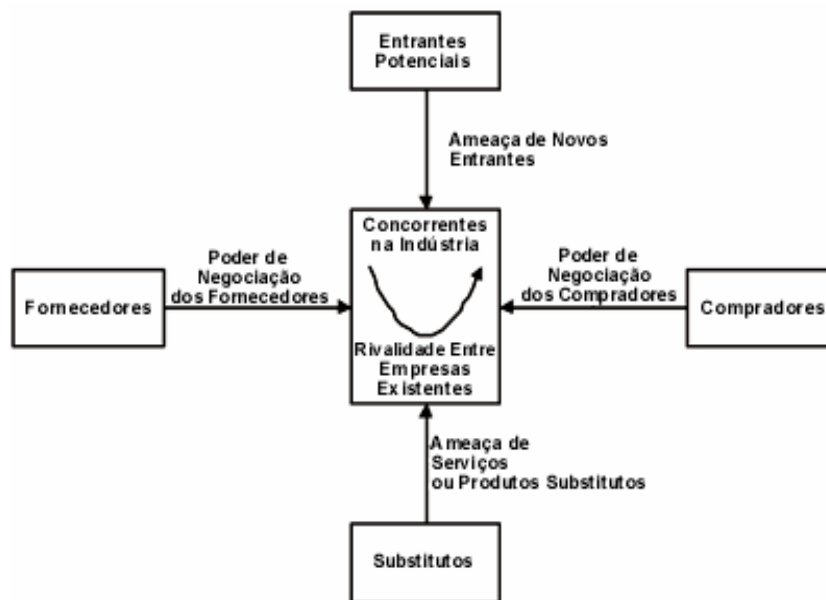 Entrantes
Potenciais
Ameaça de Novos
Entrantes
Concorrentes
na Indústria
Poder de
Negociação
dos Fornecedores
Poder de
Negociação
dos Compradores
Fornecedores
Compradores
Rivalidade Entre
Empresas
Existentes
Ameaça de
Serviços
ou Produtos Substitutos
Substitutos